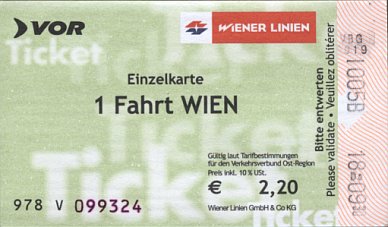 VOR
WIENER LINIEN
Ticket
Einzelkarte
1 Fahrt WIEN
Bitte entwerten
Please validate • Veuillez oblitérer
Gültig laut Tarifbestimmungen
für den Verkehrsverbund Ost-Region
Preis inkl. 10% USt.
€ 2,20
978 V 099324
Wiener Linien GmbH & Co KG
Ticket